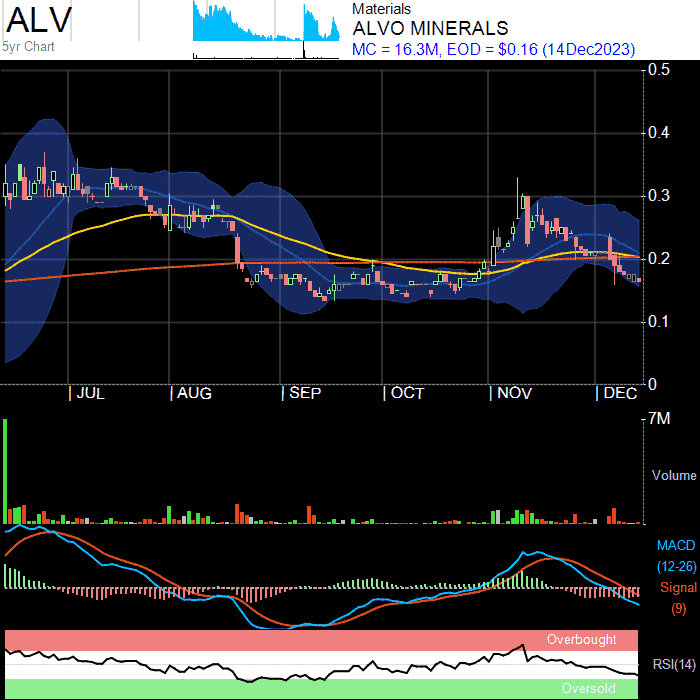 ALV
5yr Chart
Materials
ALVO MINERALS
MC = 16.3M, EOD = $0.16 (14Dec2023)
0.5
0.4
0.3
0.2
0.1
0
JUL AUG SEP OCT NOV DEC
7M
Volume
MACD
(12-26)
Signal
(9)
Overbought
RSI(14)
Oversold